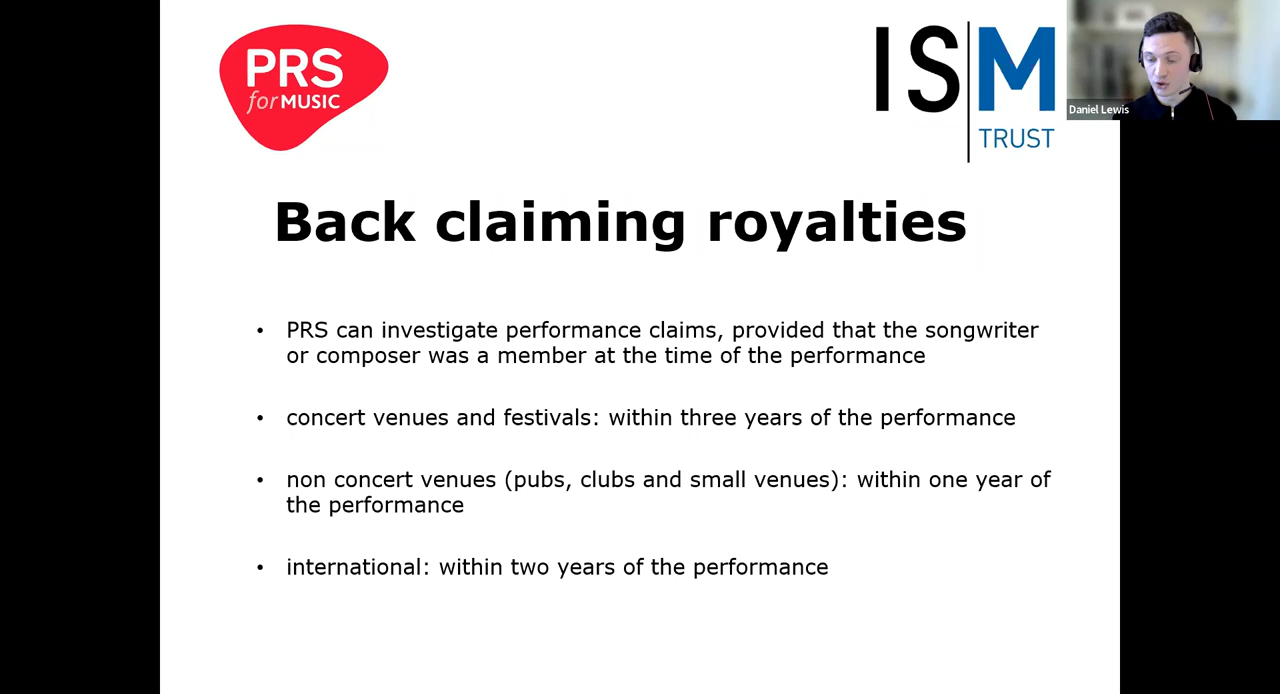 PRS
for MUSIC
ISM
TRUST
Daniel Lewis
Back claiming royalties
• PRS can investigate performance claims, provided that the songwriter
or composer was a member at the time of the performance
• concert venues and festivals: within three years of the performance
• non concert venues (pubs, clubs and small venues): within one year of
the performance
• international: within two years of the performance